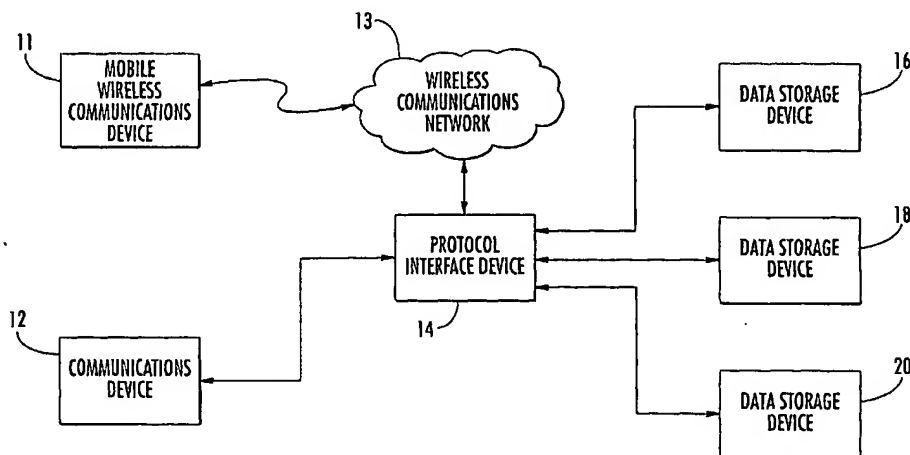 11
MOBILE
WIRELESS
COMMUNICATIONS
DEVICE
13
WIRELESS
COMMUNICATIONS
NETWORK
16
DATA STORAGE
DEVICE
PROTOCOL
INTERFACE DEVICE
14
18
DATA STORAGE
DEVICE
12
COMMUNICATIONS
DEVICE
20
DATA STORAGE
DEVICE